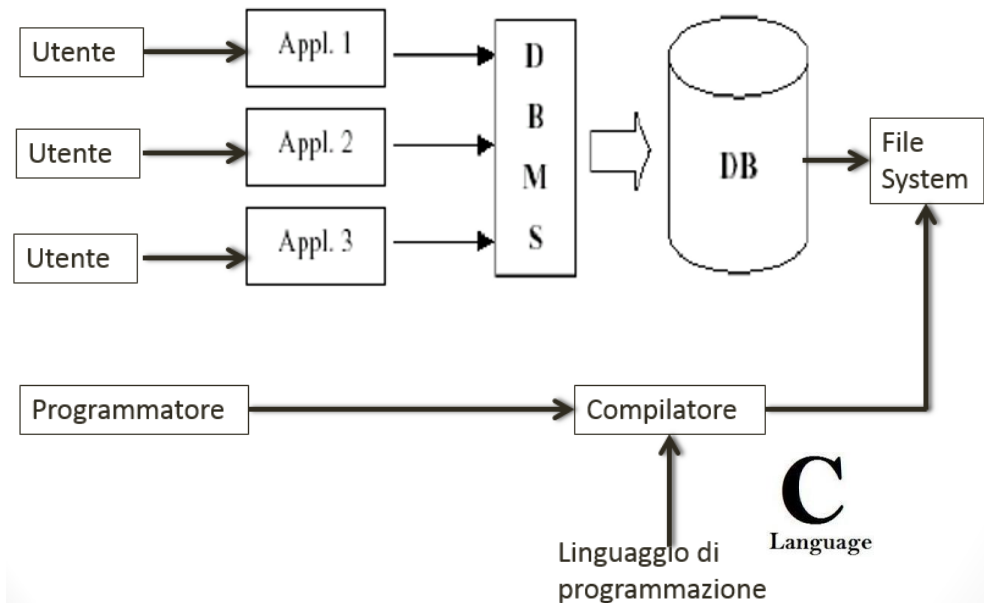 Utente
Appl. 1
Utente
Appl. 2
Utente
Appl. 3
D
B
M
S
DB
File
System
Programmatore
Compilatore
C
Language
Linguaggio di
programmazione